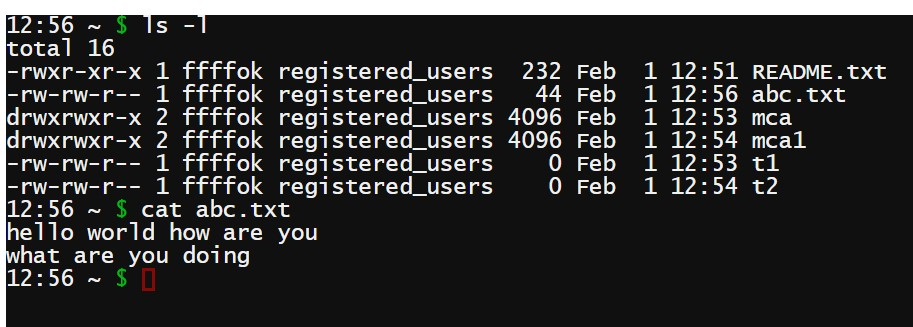 12:56 ~ $ ls -l
total 16
-rwxr-xr-x 1 ffffok registered_users  232 Feb  1 12:51 README.txt
-rw-rw-r-- 1 ffffok registered_users   44 Feb  1 12:56 abc.txt
drwxrwxr-x 2 ffffok registered_users 4096 Feb  1 12:53 mca
drwxrwxr-x 2 ffffok registered_users 4096 Feb  1 12:54 mca1
-rw-rw-r-- 1 ffffok registered_users    0 Feb  1 12:53 t1
-rw-rw-r-- 1 ffffok registered_users    0 Feb  1 12:54 t2
12:56 ~ $ cat abc.txt
hello world how are you
what are you doing
12:56 ~ $